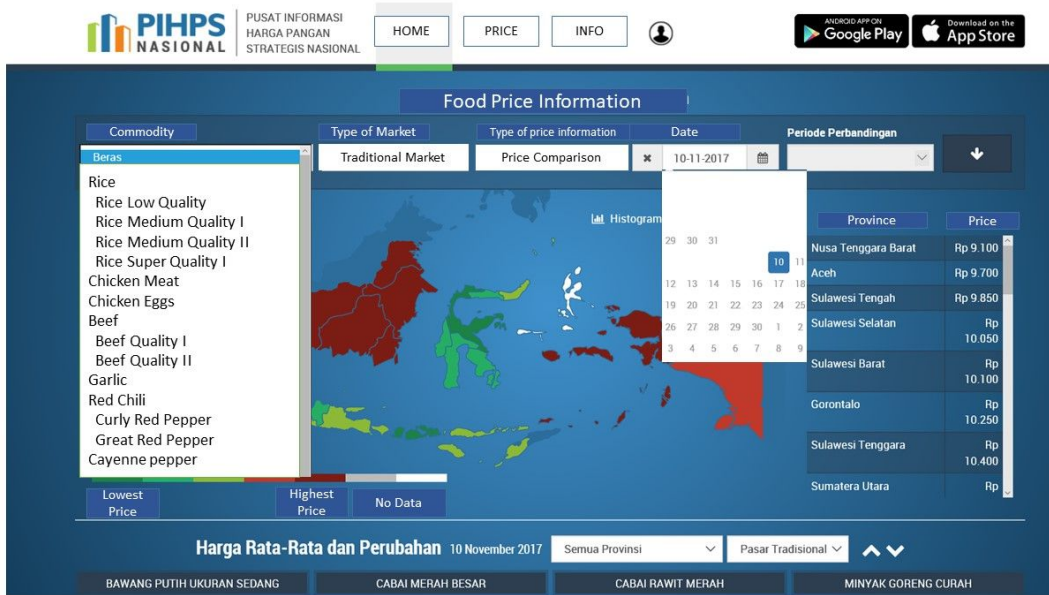 PIHPS
NASIONAL
PUSAT INFORMASI
HARGA PANGAN
STRATEGIS NASIONAL
HOME
PRICE
INFO
ANDROID APP ON
Google Play
Download on the
App Store
Food Price Information
Commodity
Type of Market
Type of price information
Date
Periode Perbandingan
Beras
Traditional Market
Price Comparison
10-11-2017
Rice
Rice Low Quality
Rice Medium Quality I
Rice Medium Quality II
Rice Super Quality I
Chicken Meat
Chicken Eggs
Beef
Beef Quality I
Beef Quality II
Garlic
Red Chili
Curly Red Pepper
Great Red Pepper
Cayenne pepper
Histogram
29 30 31
10 11
12 13 14 15 16 17 18
19 20 21 22 23 24 25
26 27 28 29 30 1 2
3 4 5 6 7 8 9
Province Price
Nusa Tenggara Barat Rp 9.100
Aceh Rp 9.700
Sulawesi Tengah Rp 9.850
Sulawesi Selatan Rp
10.050
Sulawesi Barat Rp
10.100
Gorontalo Rp
10.250
Sulawesi Tenggara Rp
10.400
Sumatera Utara Rp
Lowest
Price
Highest
Price
No Data
Harga Rata-Rata dan Perubahan 10 November 2017
Semua Provinsi
Pasar Tradisional
BAWANG PUTIH UKURAN SEDANG
CABAI MERAH BESAR
CABAI RAWIT MERAH
MINYAK GORENG CURAH